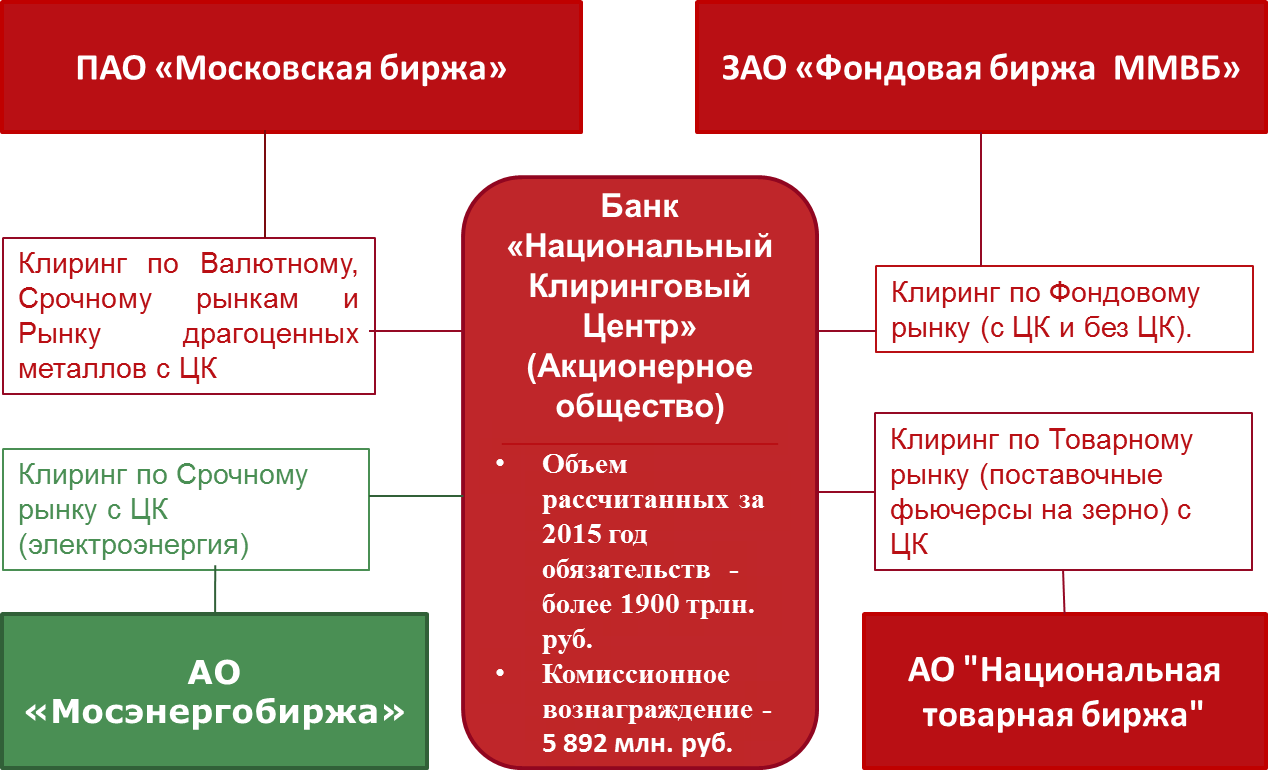 ПАО «Московская биржа»
ЗАО «Фондовая биржа ММВБ»
Клиринг по Валютному,
Срочному рынкам и
Рынку драгоценных
металлов с ЦК
Банк
«Национальный
Клиринговый
Центр»
(Акционерное
общество)
• Объем
рассчитанных за
2015 год
обязательств -
более 1900 трлн.
руб.
• Комиссионное
вознаграждение -
5 892 млн. руб.
Клиринг по Фондовому
рынку (с ЦК и без ЦК).
Клиринг по Срочному
рынку с ЦК
(электроэнергия)
Клиринг по Товарному
рынку (поставочные
фьючерсы на зерно) с
ЦК
АО
«Мосэнергобиржа»
АО "Национальная
товарная биржа"